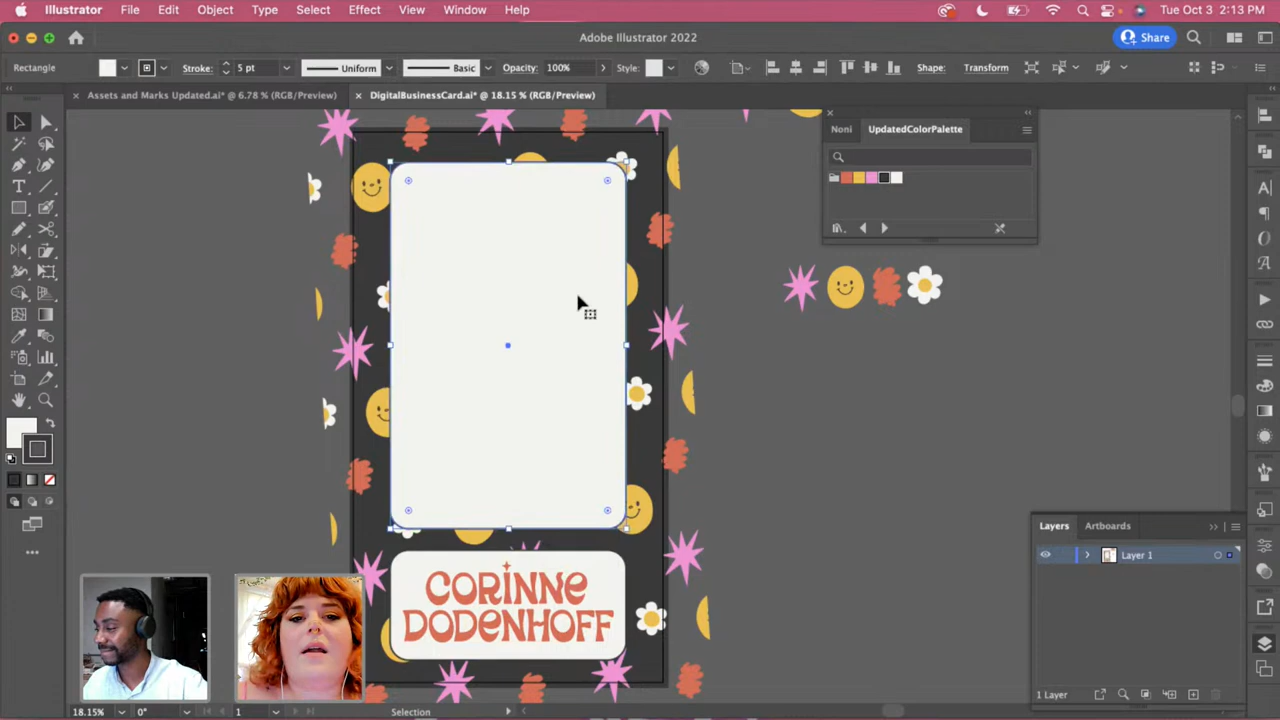 Illustrator File Edit Object Type Select Effect View Window Help
Tue Oct 3 2:13 PM
Adobe Illustrator 2022
Share
Rectangle
Stroke: 5 pt
Uniform
Basic
Opacity: 100%
Style:
Shape:
Transform
× Assets and Marks Updated.ai* @ 6.78 % (RGB/Preview)
× DigitalBusinessCard.ai* @ 18.15 % (RGB/Preview)
Noni UpdatedColorPalette
CORINNE
DODENHOFF
Layers Artboards
Layer 1
1 Layer
18.15% 0° 1 Selection